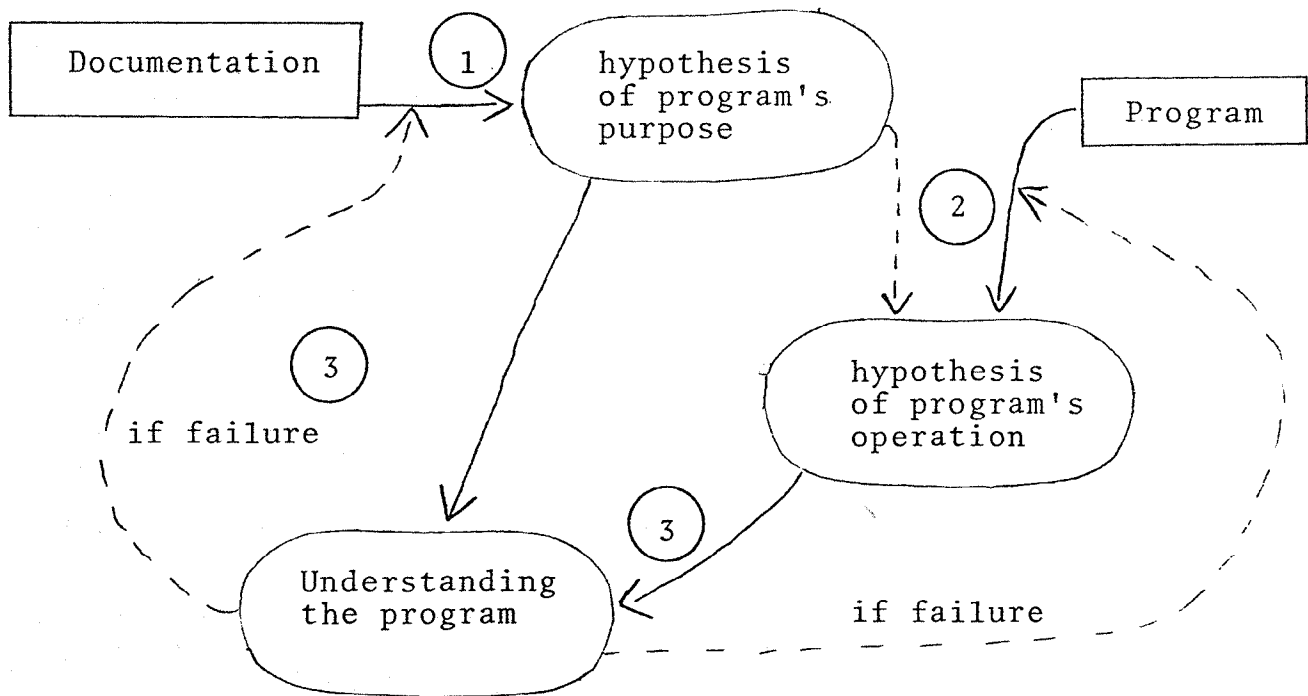 Documentation
1
hypothesis
of program's
purpose
Program
2
hypothesis
of program's
operation
3
if failure
3
Understanding
the program
if failure